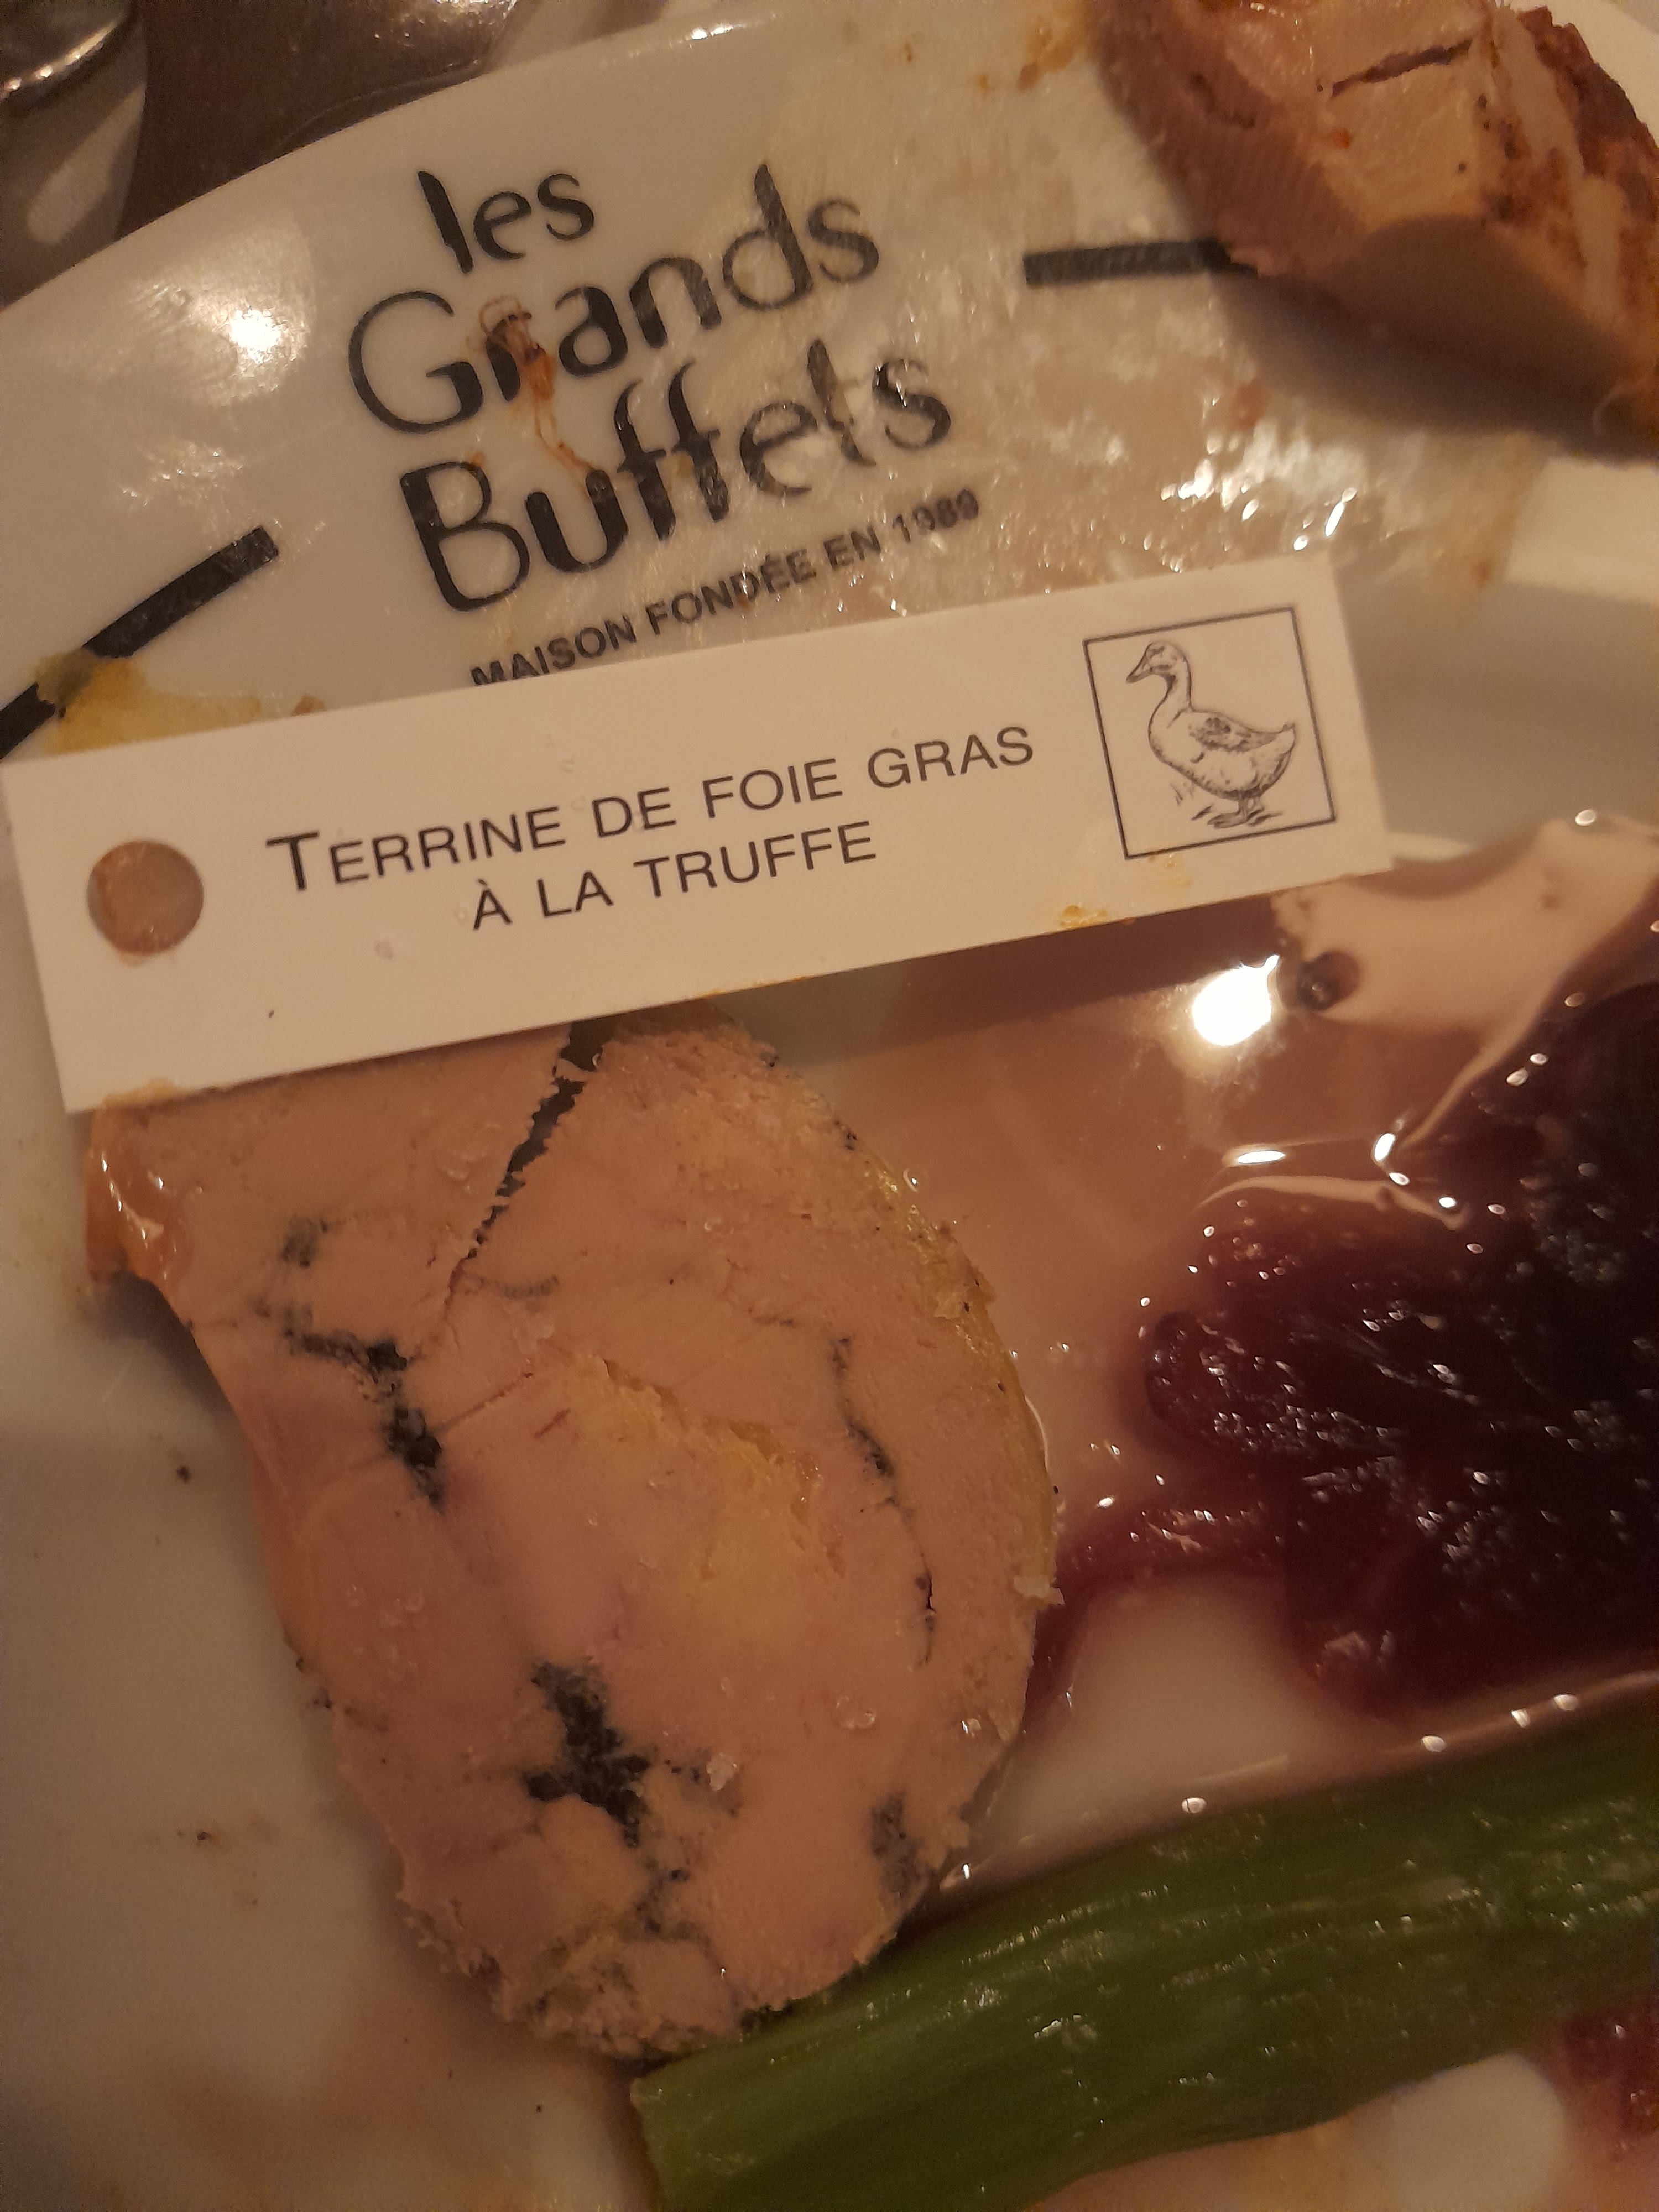 les
Grands
Buffets
MAISON FONDÉE EN 1989
TERRINE DE FOIE GRAS
À LA TRUFFE